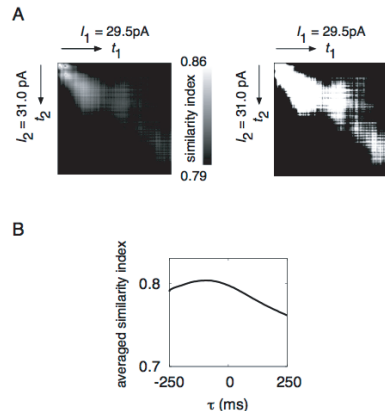 A
I1 = 29.5pA
t1
I2 = 31.0 pA
t2
0.86
similarity index
0.79
I1 = 29.5pA
t1
I2 = 31.0 pA
t2
B
averaged similarity index
0.8
0.7
-250 0 250
τ (ms)